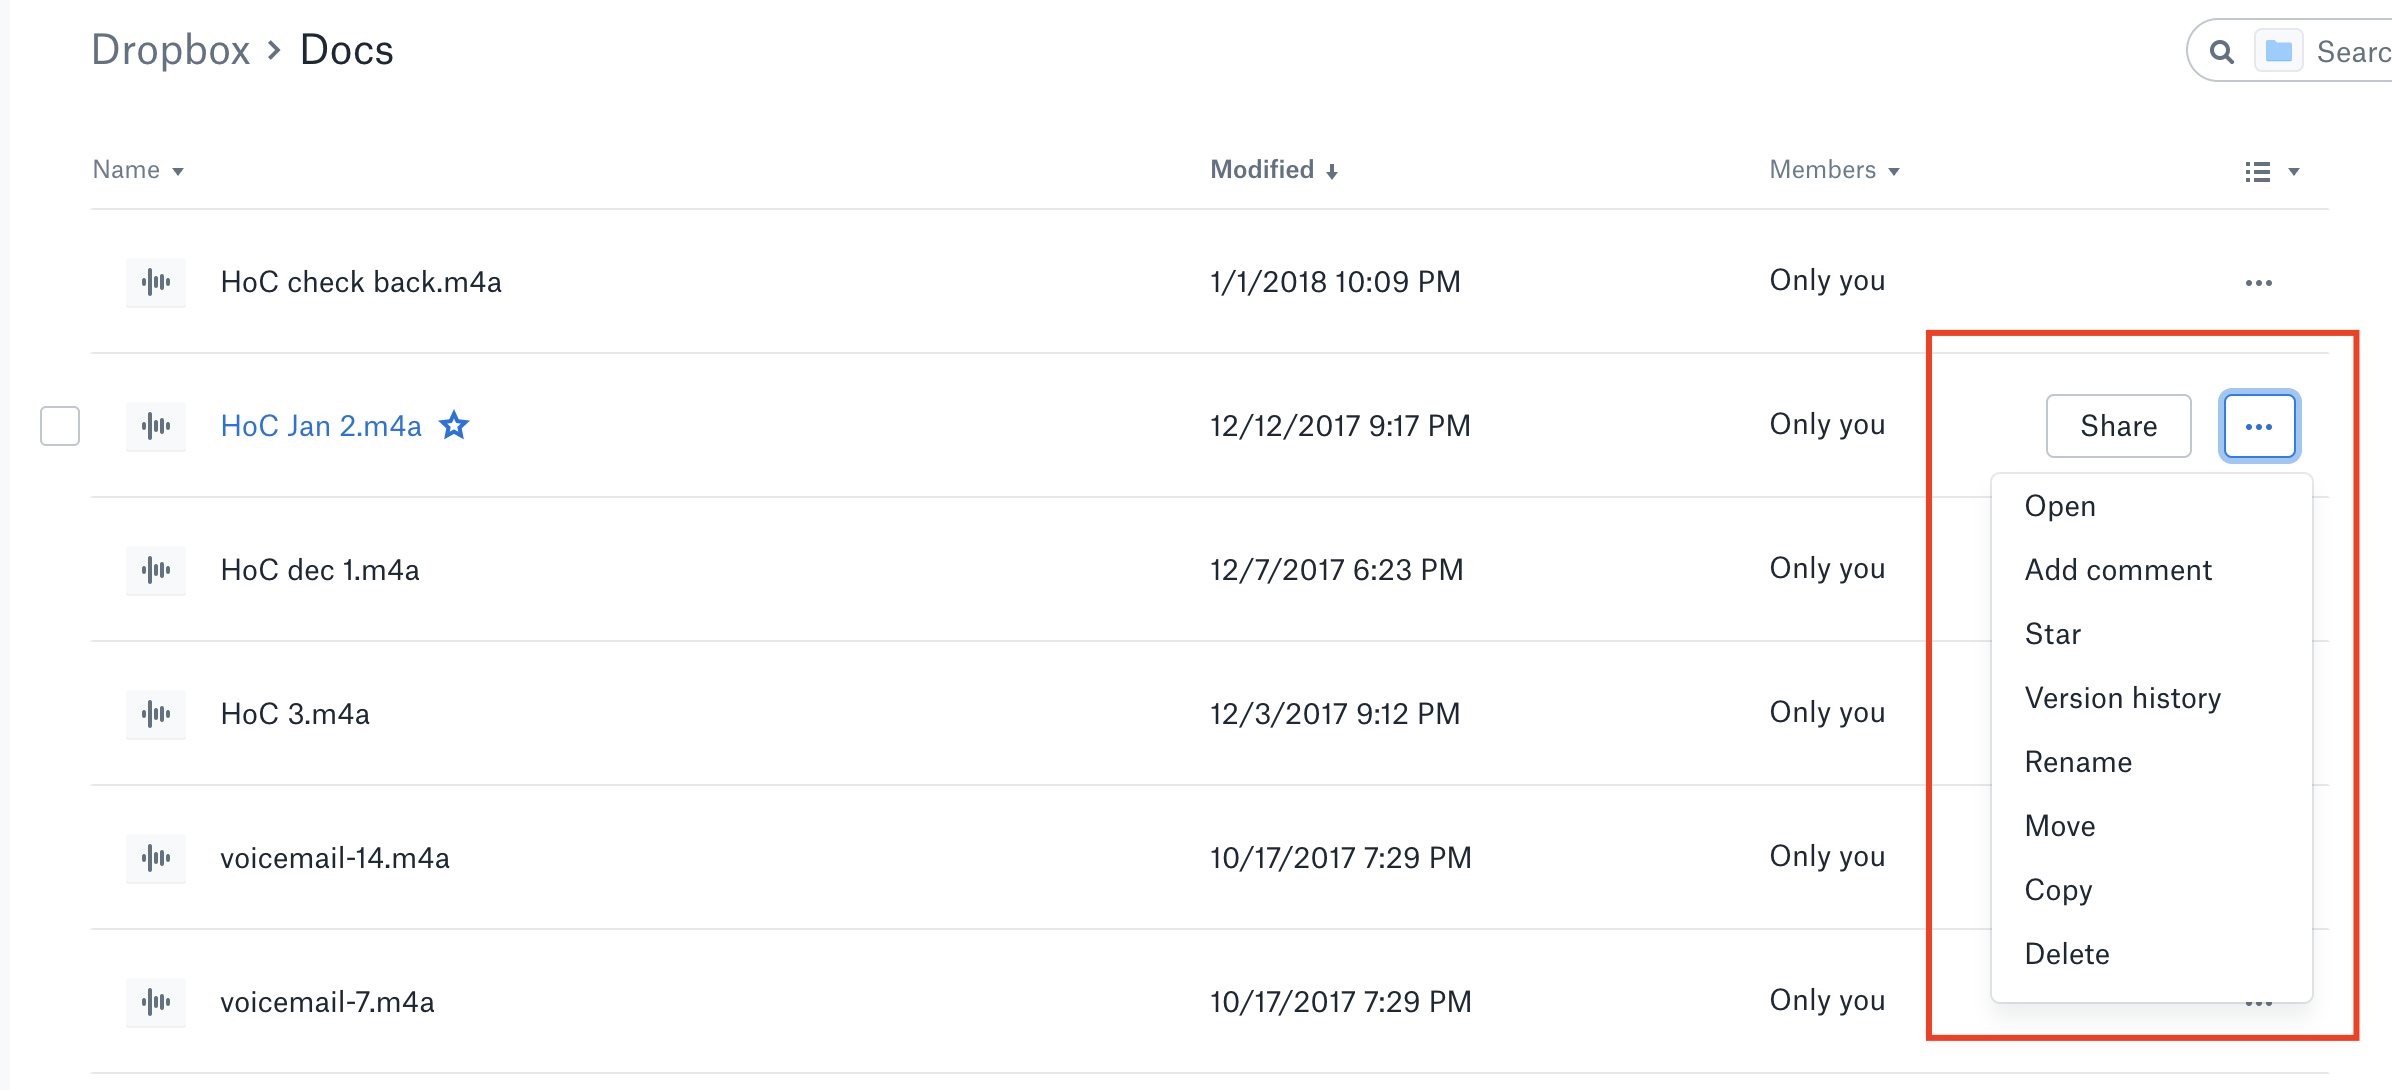 Dropbox > Docs
Searc
Name Modified Members
HoC check back.m4a 1/1/2018 10:09 PM Only you
HoC Jan 2.m4a 12/12/2017 9:17 PM Only you Share
Open
HoC dec 1.m4a 12/7/2017 6:23 PM Only you Add comment
Star
Version history
HoC 3.m4a 12/3/2017 9:12 PM Only you
Rename
Move
voicemail-14.m4a 10/17/2017 7:29 PM Only you
Copy
Delete
voicemail-7.m4a 10/17/2017 7:29 PM Only you